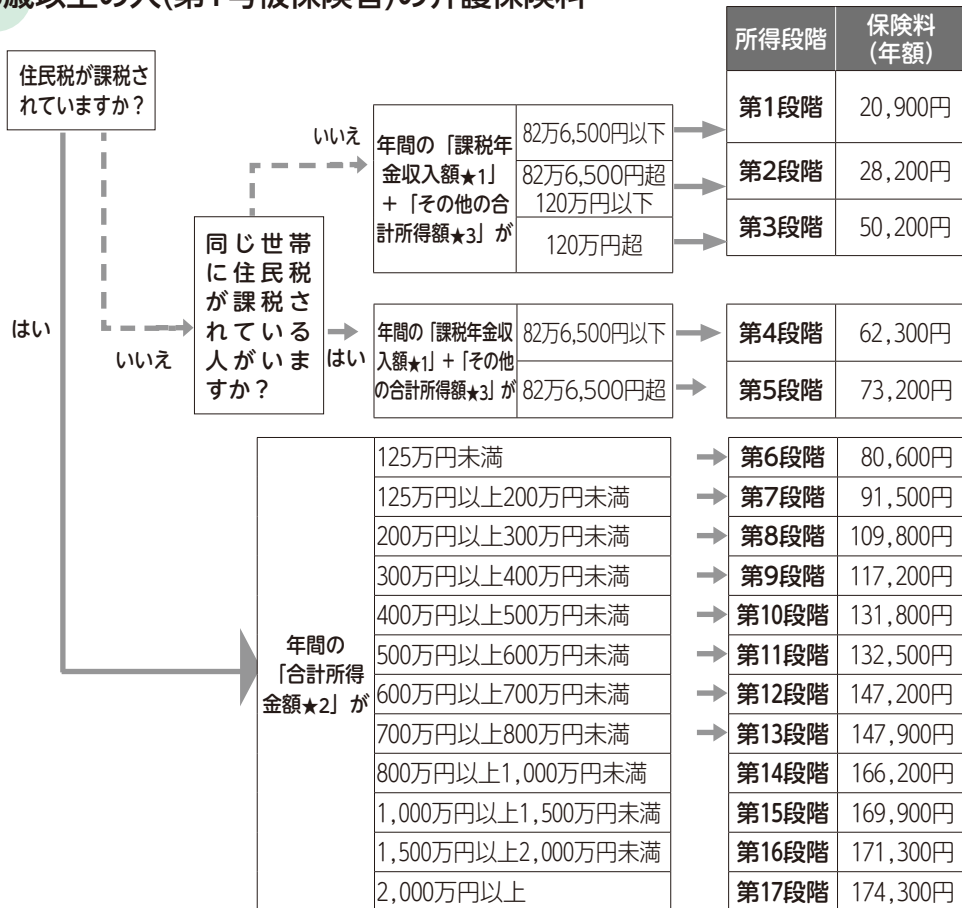 歳以上の人(第1号被保険者)の介護保険料
住民税が課税さ
れていますか？
はい
いいえ
同じ世帯
に住民税
が課税さ
れている
人がいま
すか？
いいえ
はい
年間の「課税年
金収入額★1」
＋「その他の合
計所得額★3」が
82万6,500円以下
82万6,500円超
120万円以下
120万円超
年間の「課税年金収
入額★1」＋「その他
の合計所得額★3」が
82万6,500円以下
82万6,500円超
年間の
「合計所得
金額★2」が
125万円未満
125万円以上200万円未満
200万円以上300万円未満
300万円以上400万円未満
400万円以上500万円未満
500万円以上600万円未満
600万円以上700万円未満
700万円以上800万円未満
800万円以上1,000万円未満
1,000万円以上1,500万円未満
1,500万円以上2,000万円未満
2,000万円以上
所得段階 保険料
(年額)
第1段階 20,900円
第2段階 28,200円
第3段階 50,200円
第4段階 62,300円
第5段階 73,200円
第6段階 80,600円
第7段階 91,500円
第8段階 109,800円
第9段階 117,200円
第10段階 131,800円
第11段階 132,500円
第12段階 147,200円
第13段階 147,900円
第14段階 166,200円
第15段階 169,900円
第16段階 171,300円
第17段階 174,300円